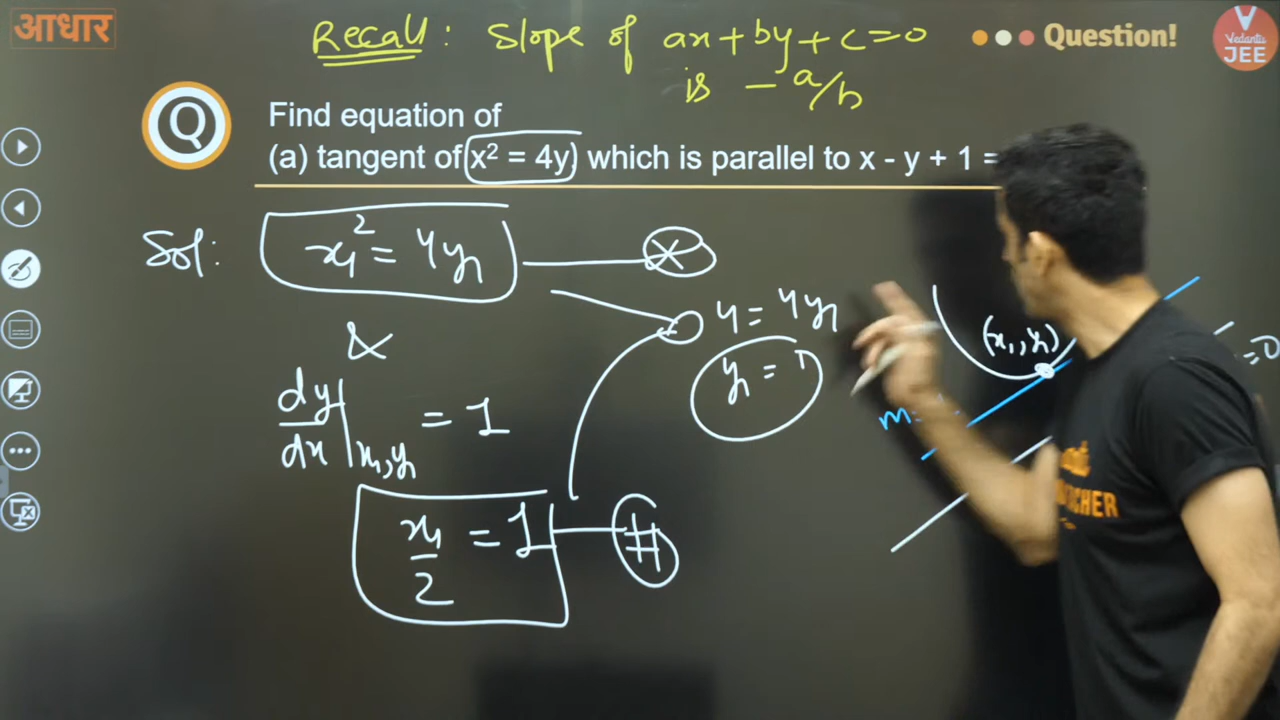 आधार
Recall: Slope of ax+by+c=0
is -a/b
Question!
Vedantu
JEE
Q
Find equation of
(a) tangent of x² = 4y which is parallel to x - y + 1 =
Sol: x₁² = 4y₁
&
dy/dx|x₁,y₁ = 1
x₁/2 = 1
#
4 = 4y₁
y₁ = 1
(x₁, y₁)
=0
m=